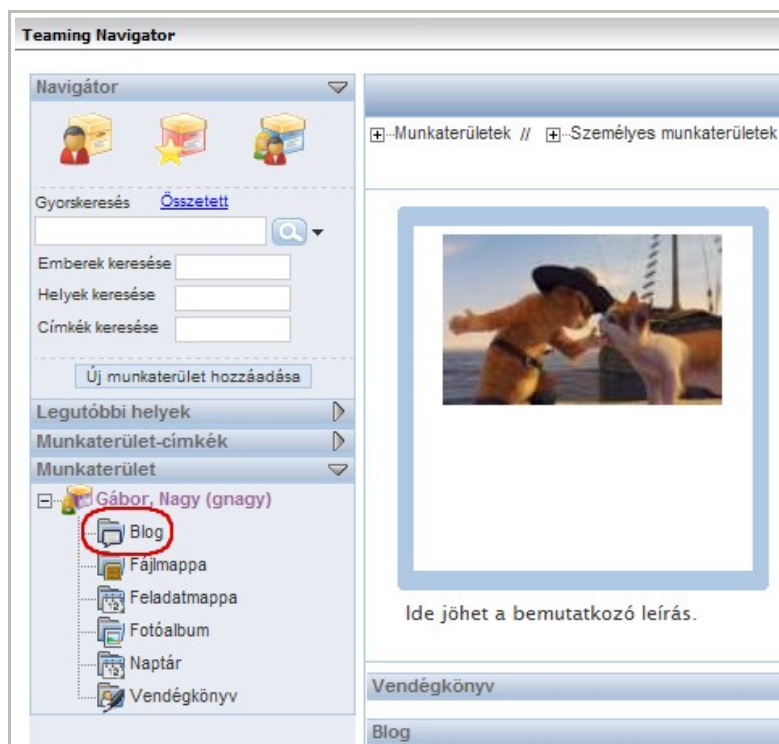 Teaming Navigator
Navigátor
Gyorskeresés Összetett
Emberek keresése
Helyek keresése
Címkék keresése
Új munkaterület hozzáadása
Legutóbbi helyek
Munkaterület-címkék
Munkaterület
Gábor, Nagy (gnagy)
Blog
Fájlmappa
Feladatmappa
Fotóalbum
Naptár
Vendégkönyv
Munkaterületek // Személyes munkaterületek
Ide jöhet a bemutatkozó leírás.
Vendégkönyv
Blog